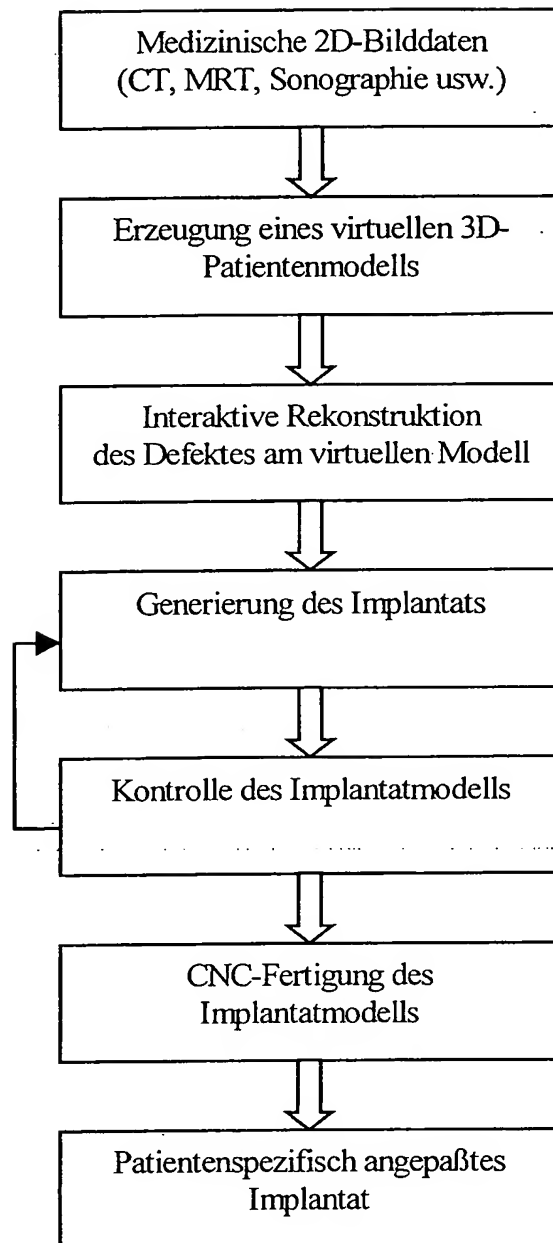 Medizinische 2D-Bilddaten
(CT, MRT, Sonographie usw.)
Erzeugung eines virtuellen 3D-
Patientenmodells
Interaktive Rekonstruktion
des Defektes am virtuellen Modell
Generierung des Implantats
Kontrolle des Implantatmodells
CNC-Fertigung des
Implantatmodells
Patientenspezifisch angepaßtes
Implantat